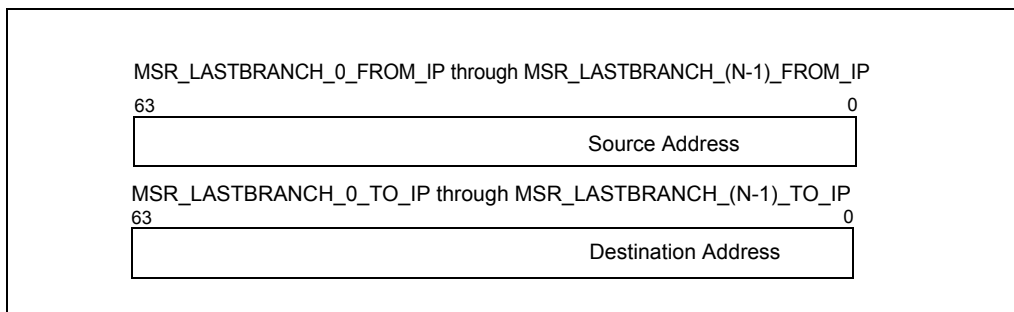 MSR_LASTBRANCH_0_FROM_IP through MSR_LASTBRANCH_(N-1)_FROM_IP
63 0
Source Address
MSR_LASTBRANCH_0_TO_IP through MSR_LASTBRANCH_(N-1)_TO_IP
63 0
Destination Address